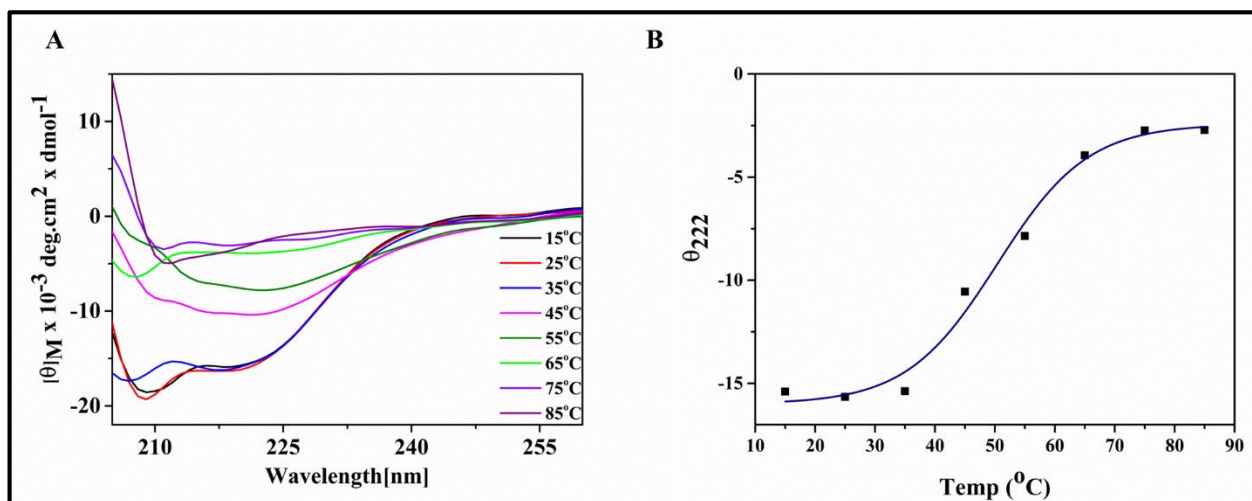 A
[θ]M x 10-3 deg.cm2 x dmol-1
10
0
-10
-20
210
225
240
255
Wavelength[nm]
15°C
25°C
35°C
45°C
55°C
65°C
75°C
85°C
B
θ222
0
-5
-10
-15
10
20
30
40
50
60
70
80
90
Temp (°C)